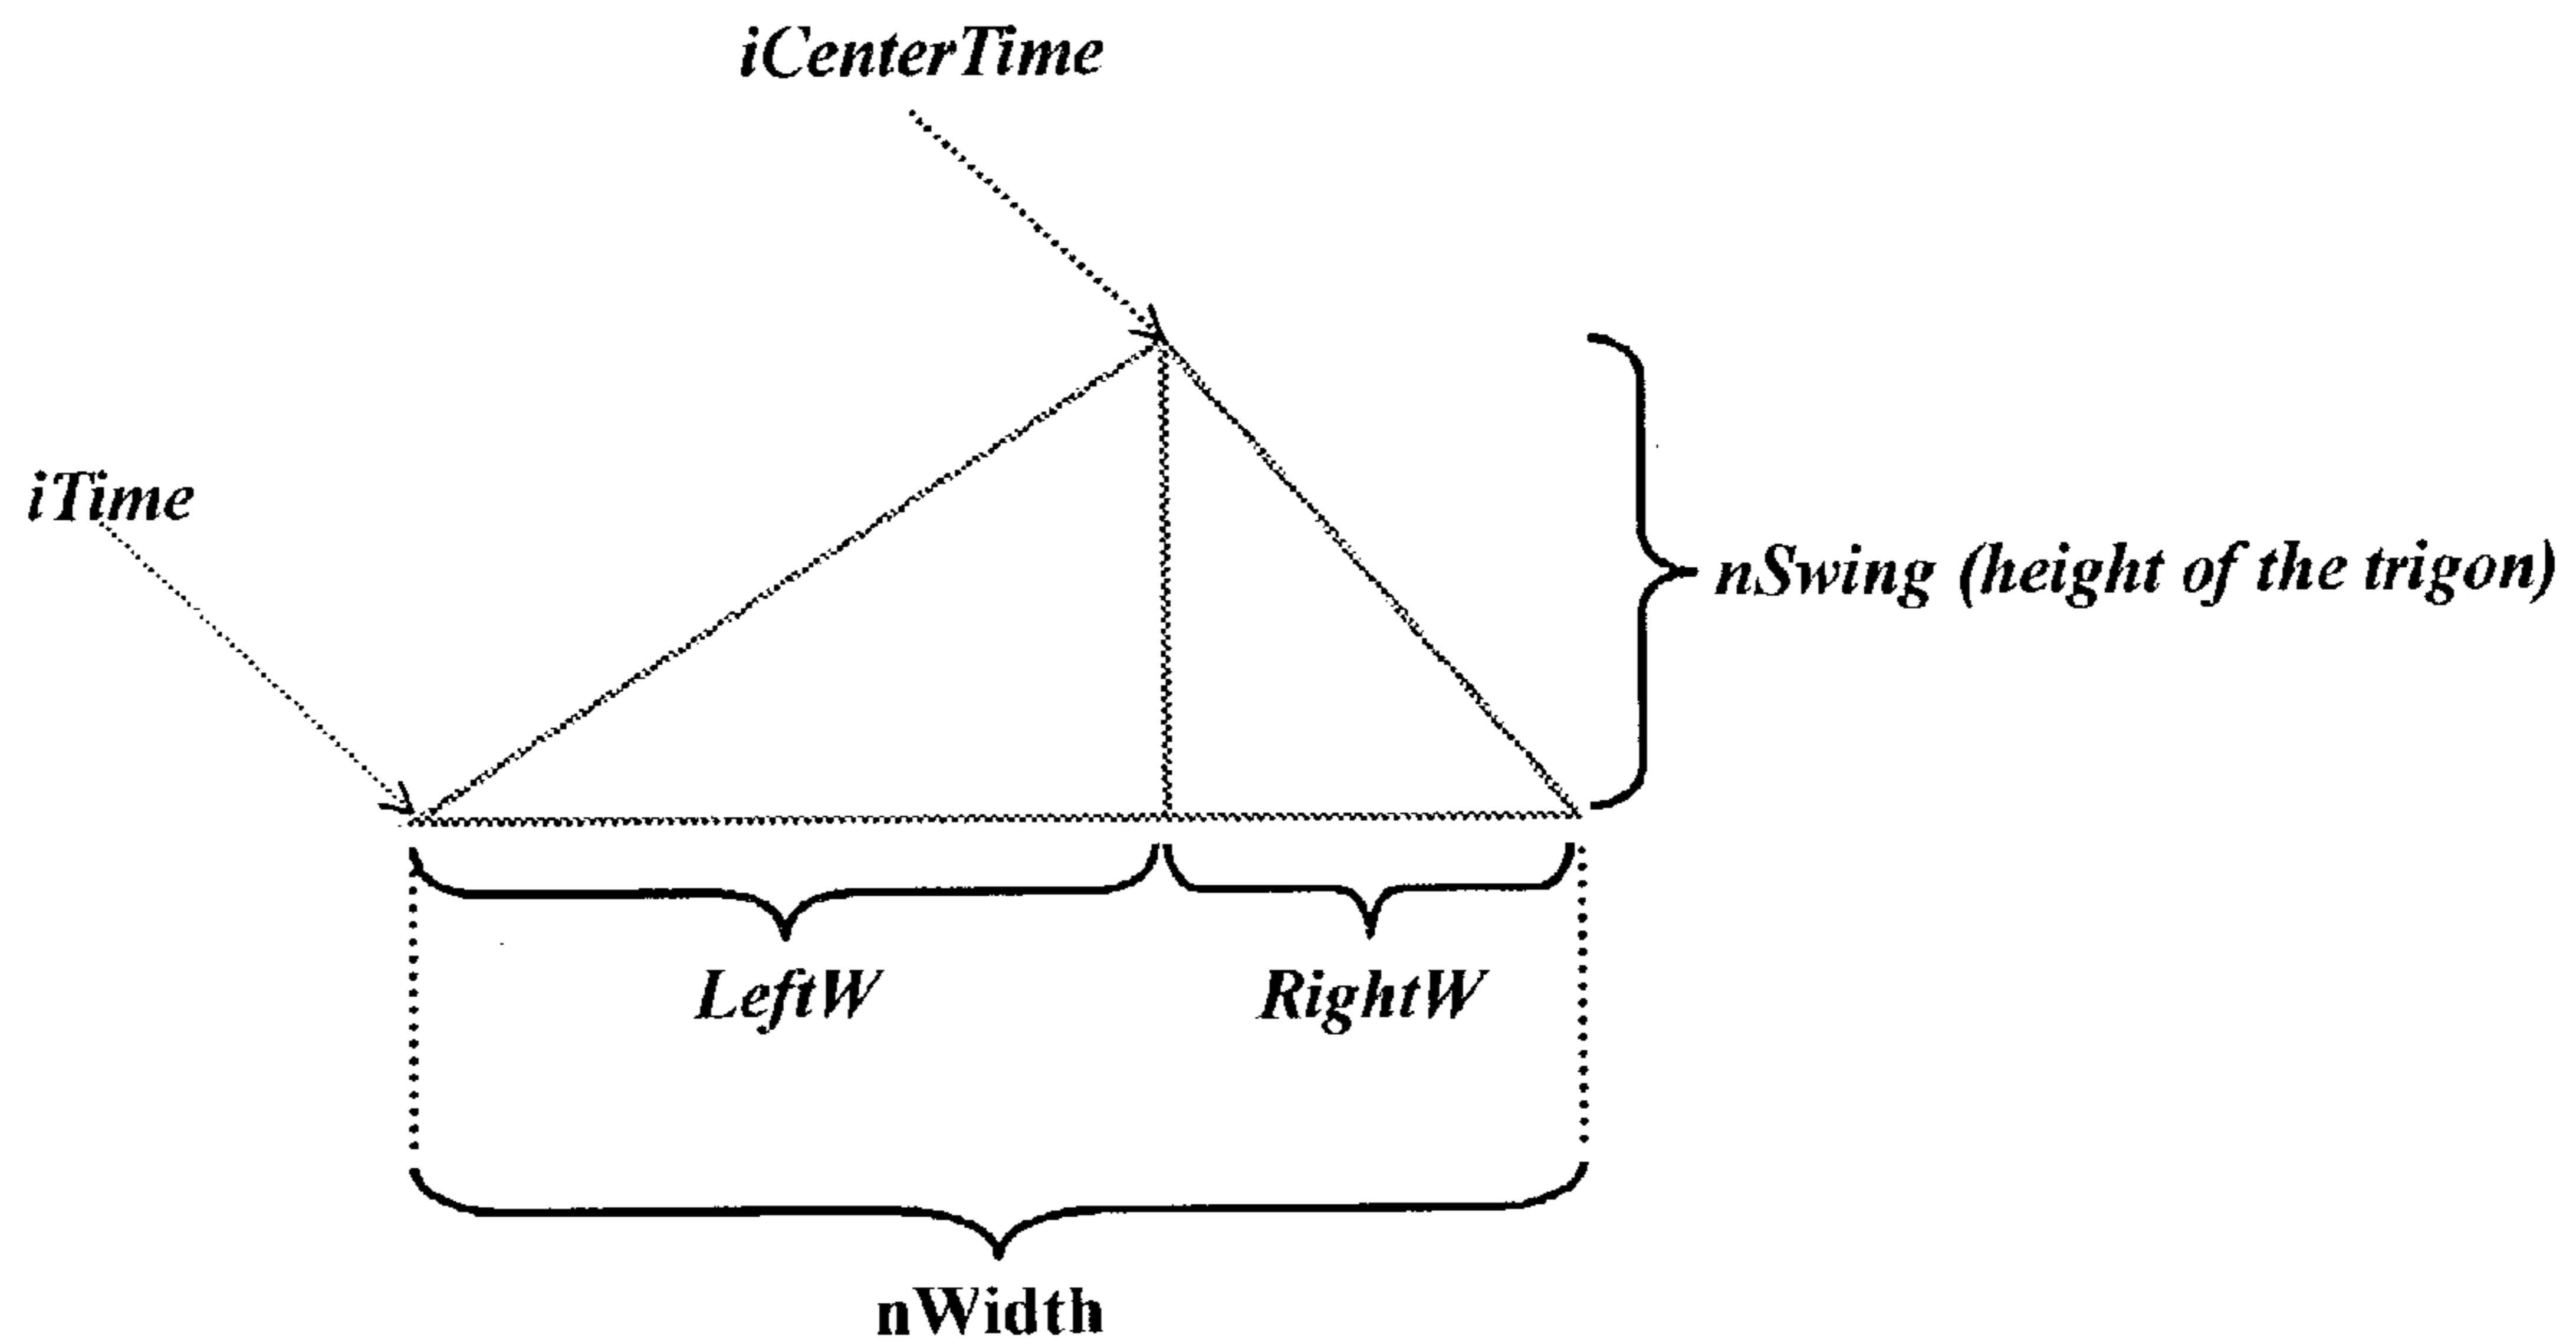 iCenterTime
iTime
nSwing (height of the trigon)
LeftW
RightW
nWidth